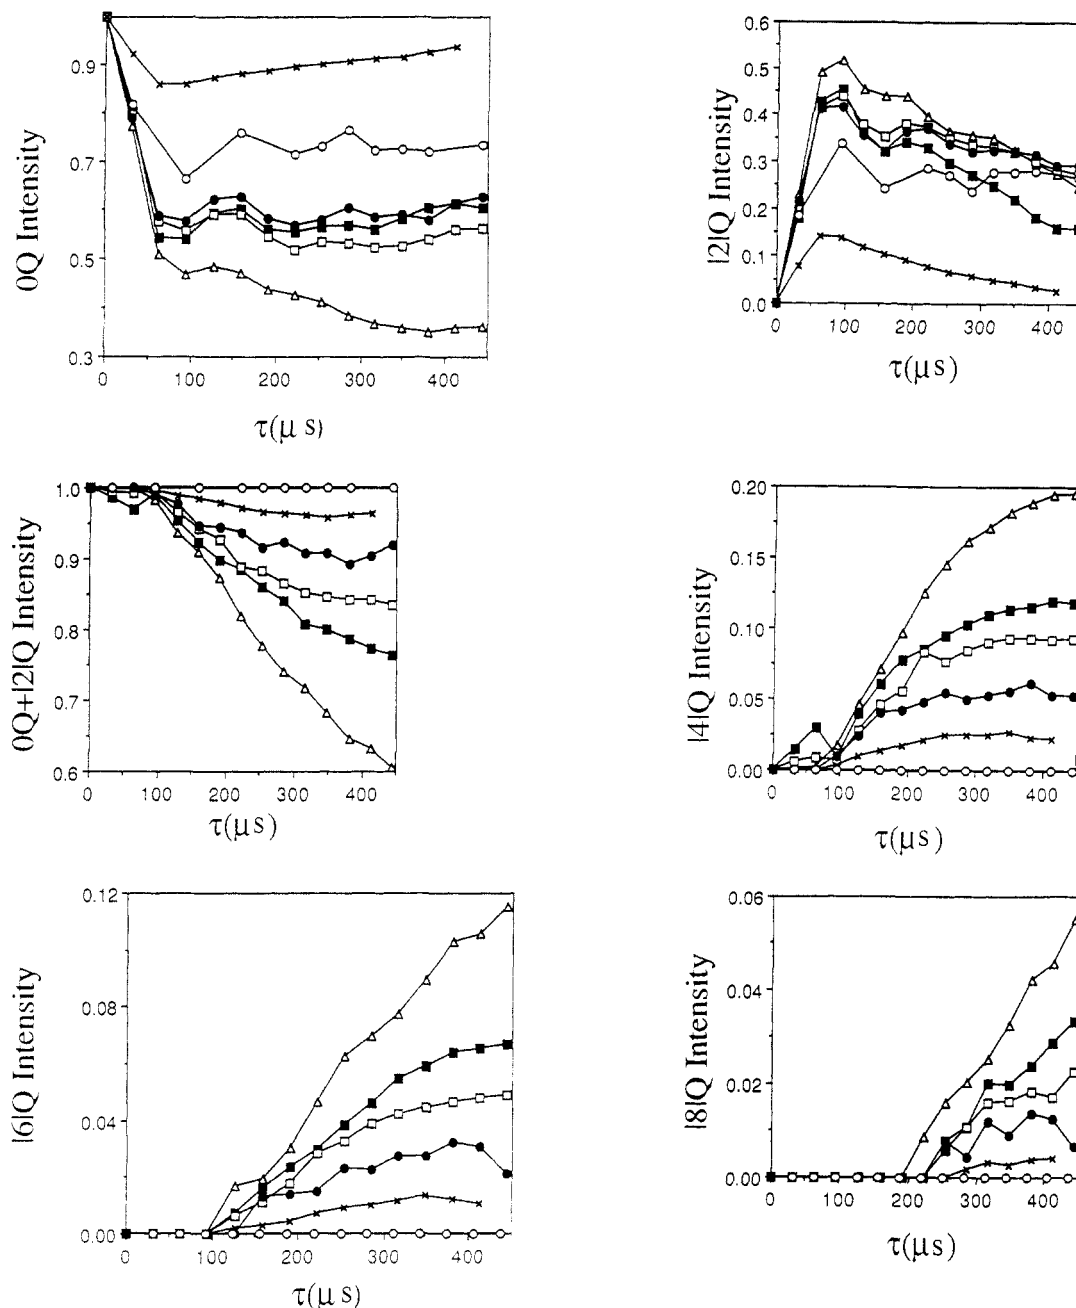 0.9
0.7
0.5
0.3
0Q Intensity
0 100 200 300 400
τ(μ s)
0.6
0.5
0.4
0.3
0.2
0.1
0.0
|2|Q Intensity
0 100 200 300 400
τ(μ s)
1.0
0.9
0.8
0.7
0.6
0Q+|2|Q Intensity
0 100 200 300 400
τ(μs)
0.20
0.15
0.10
0.05
0.00
|4|Q Intensity
0 100 200 300 400
τ(μs)
0.12
0.08
0.04
0.00
|6|Q Intensity
0 100 200 300 400
τ(μs)
0.06
0.04
0.02
0.00
|8|Q Intensity
0 100 200 300 400
τ(μs)